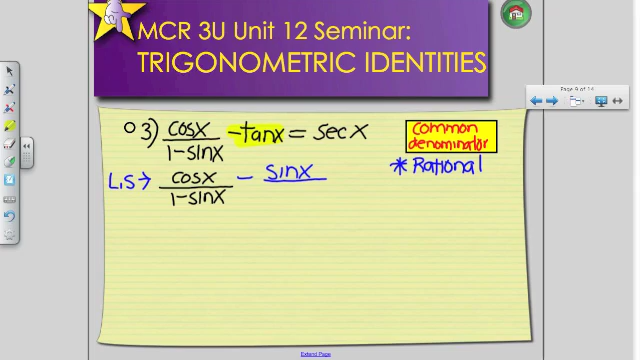 MCR 3U Unit 12 Seminar:
TRIGONOMETRIC IDENTITIES
Page 9 of 14
3) cosx / 1-sinx - tanx = secx
common denominator
* Rational
LS → cosx / 1-sinx - sinx
Extend Page